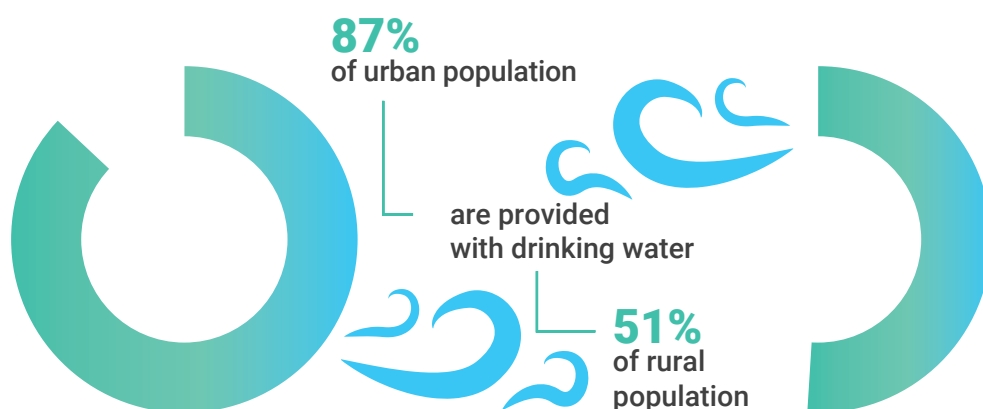 87%
of urban population
are provided
with drinking water
51%
of rural
population